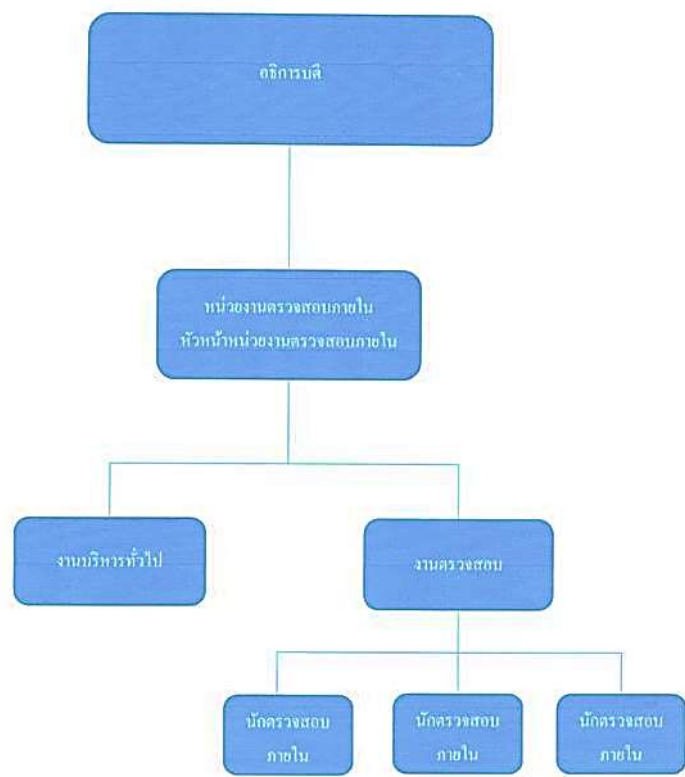 อธิการบดี
หน่วยงานตรวจสอบภายใน
หัวหน้าหน่วยงานตรวจสอบภายใน
งานบริหารทั่วไป
งานตรวจสอบ
นักตรวจสอบ
ภายใน
นักตรวจสอบ
ภายใน
นักตรวจสอบ
ภายใน